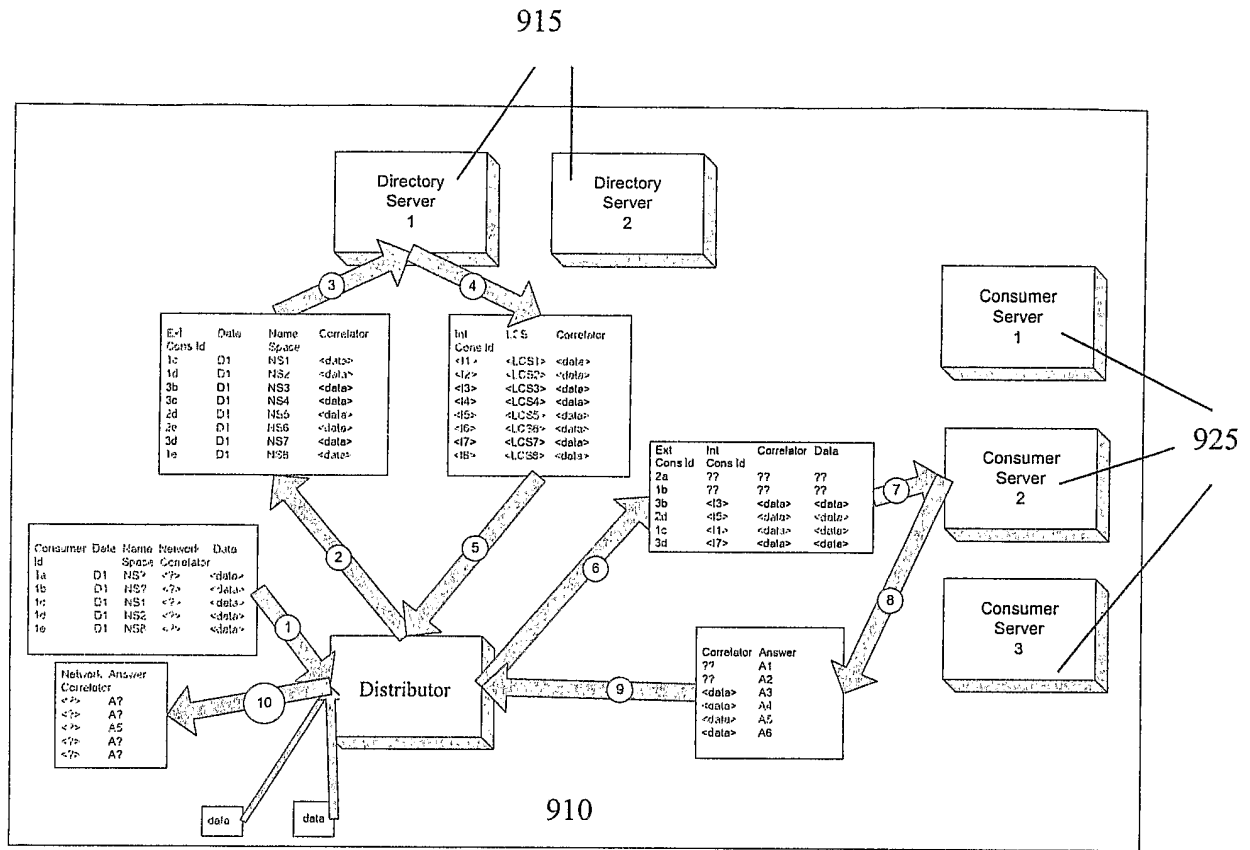 915
Directory
Server
1
Directory
Server
2
3
4
Consumer
Server
1
Ext Data Name Correlator
Cons Id Space
1c D1 NS1 <data>
1d D1 NS2 <data>
3b D1 NS3 <data>
3c D1 NS4 <data>
2d D1 NS5 <data>
2e D1 NS6 <data>
3d D1 NS7 <data>
1e D1 NS8 <data>
Int LCS Correlator
Cons Id
<I1> <LCS1> <data>
<I2> <LCS2> <data>
<I3> <LCS3> <data>
<I4> <LCS4> <data>
<I5> <LCS5> <data>
<I6> <LCS6> <data>
<I7> <LCS7> <data>
<I8> <LCS8> <data>
925
Ext Int Correlator Data
Cons Id Cons Id
2a ?? ?? ??
1b ?? ?? ??
3b <I3> <data> <data>
2d <I5> <data> <data>
1c <I1> <data> <data>
3d <I7> <data> <data>
7
Consumer
Server
2
Consumer Data Name Network Data
Id Space Correlator
1a D1 NS? <?> <data>
1b D1 NS? <?> <data>
1c D1 NS1 <?> <data>
1d D1 NS2 <?> <data>
1e D1 NS8 <?> <data>
2
5
6
1
8
Consumer
Server
3
Network Answer
Correlator
<?> A?
<?> A?
<?> A5
<?> A?
<?> A?
10
Distributor
9
Correlator Answer
?? A1
?? A2
<data> A3
<data> A4
<data> A5
<data> A6
data
data
910